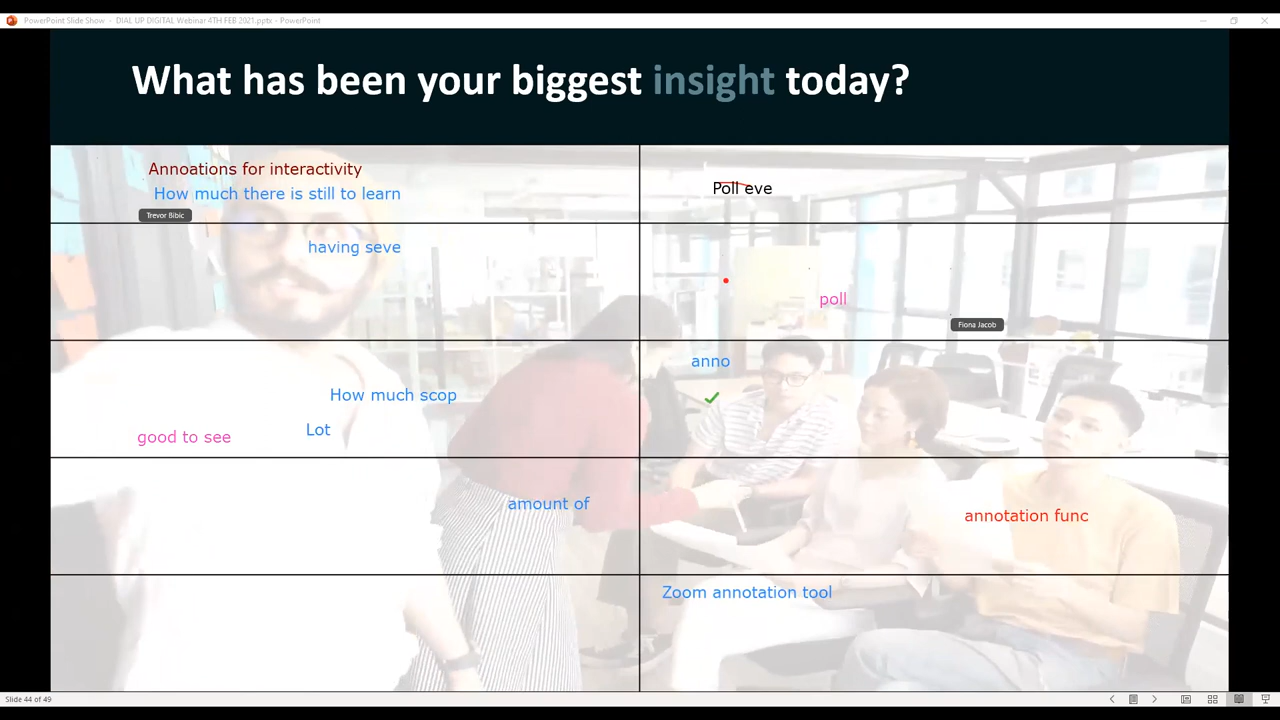 PowerPoint Slide Show - DIAL UP DIGITAL Webinar 4TH FEB 2021.pptx - PowerPoint
What has been your biggest insight today?
Annoations for interactivity
How much there is still to learn
Trevor Bibic
Poll eve
having seve
poll
Fiona Jacob
anno
How much scop
Lot
good to see
amount of
annotation func
Zoom annotation tool
Slide 44 of 49